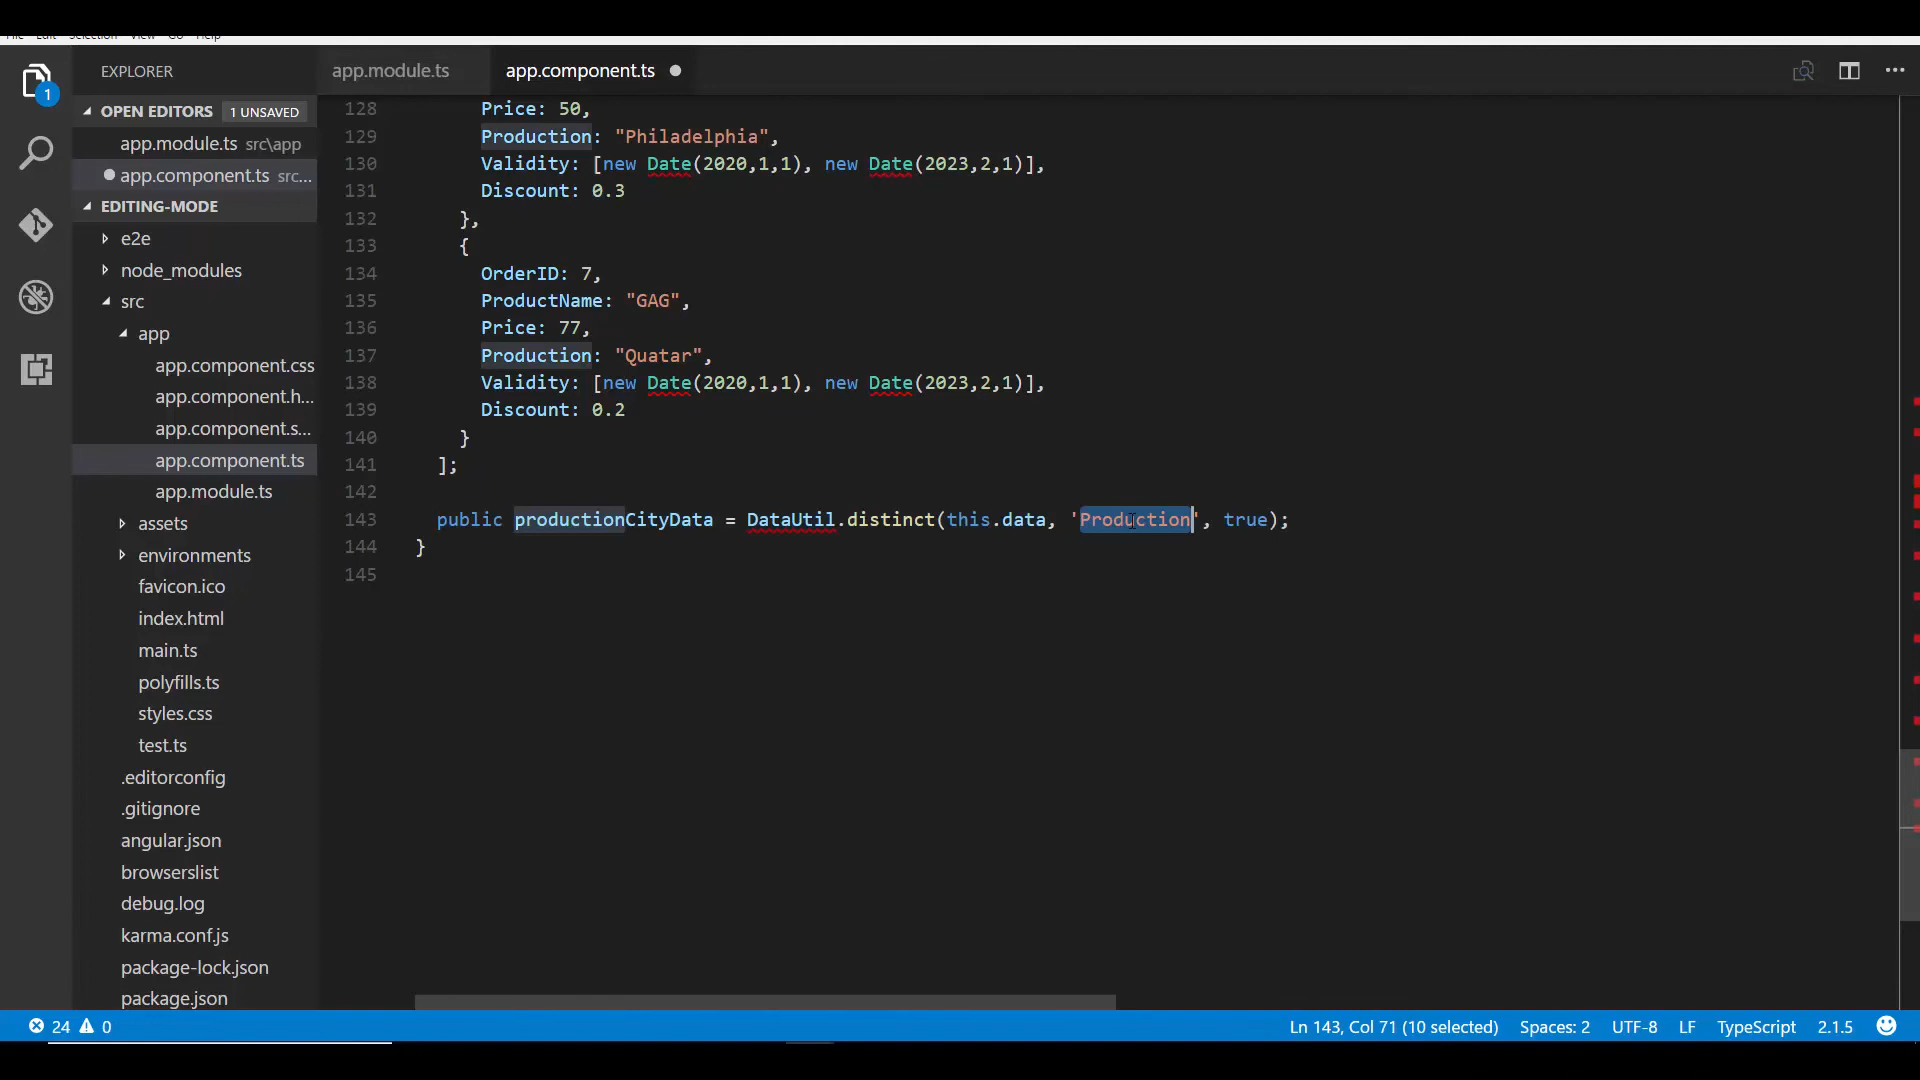 File Edit Selection View Go Help
EXPLORER
app.module.ts
app.component.ts
1
OPEN EDITORS 1 UNSAVED
app.module.ts src\app
app.component.ts src...
EDITING-MODE
e2e
node_modules
src
app
app.component.css
app.component.h...
app.component.s...
app.component.ts
app.module.ts
assets
environments
favicon.ico
index.html
main.ts
polyfills.ts
styles.css
test.ts
.editorconfig
.gitignore
angular.json
browserslist
debug.log
karma.conf.js
package-lock.json
package.json
128 Price: 50,
129 Production: "Philadelphia",
130 Validity: [new Date(2020,1,1), new Date(2023,2,1)],
131 Discount: 0.3
132 },
133 {
134 OrderID: 7,
135 ProductName: "GAG",
136 Price: 77,
137 Production: "Quatar",
138 Validity: [new Date(2020,1,1), new Date(2023,2,1)],
139 Discount: 0.2
140 }
141 ];
142
143 public productionCityData = DataUtil.distinct(this.data, 'Production', true);
144 }
145
24 0
Ln 143, Col 71 (10 selected) Spaces: 2 UTF-8 LF TypeScript 2.1.5